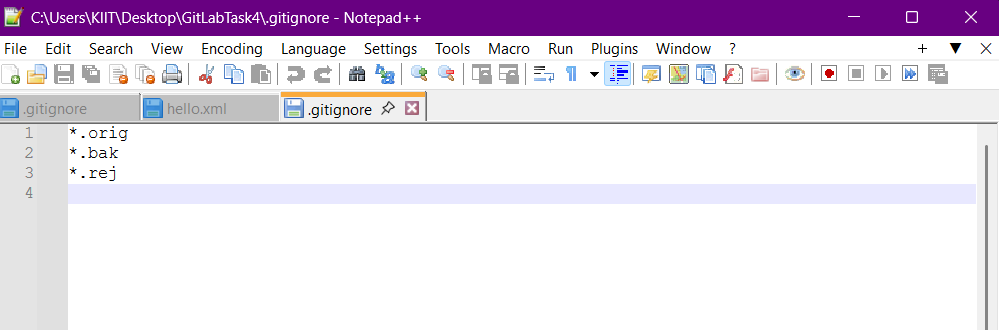 C:\Users\KIIT\Desktop\GitLabTask4\.gitignore - Notepad++
File Edit Search View Encoding Language Settings Tools Macro Run Plugins Window ? + ▼ X
.gitignore hello.xml .gitignore
1 *.orig
2 *.bak
3 *.rej
4